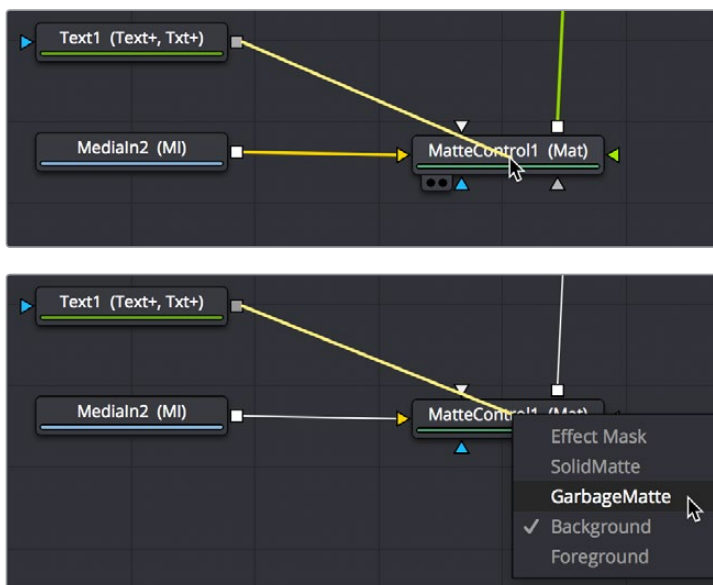 Text1 (Text+, Txt+)
MediaIn2 (MI)
MatteControl1 (Mat)
Text1 (Text+, Txt+)
MediaIn2 (MI)
MatteControl1 (Mat)
Effect Mask
SolidMatte
GarbageMatte
Background
Foreground